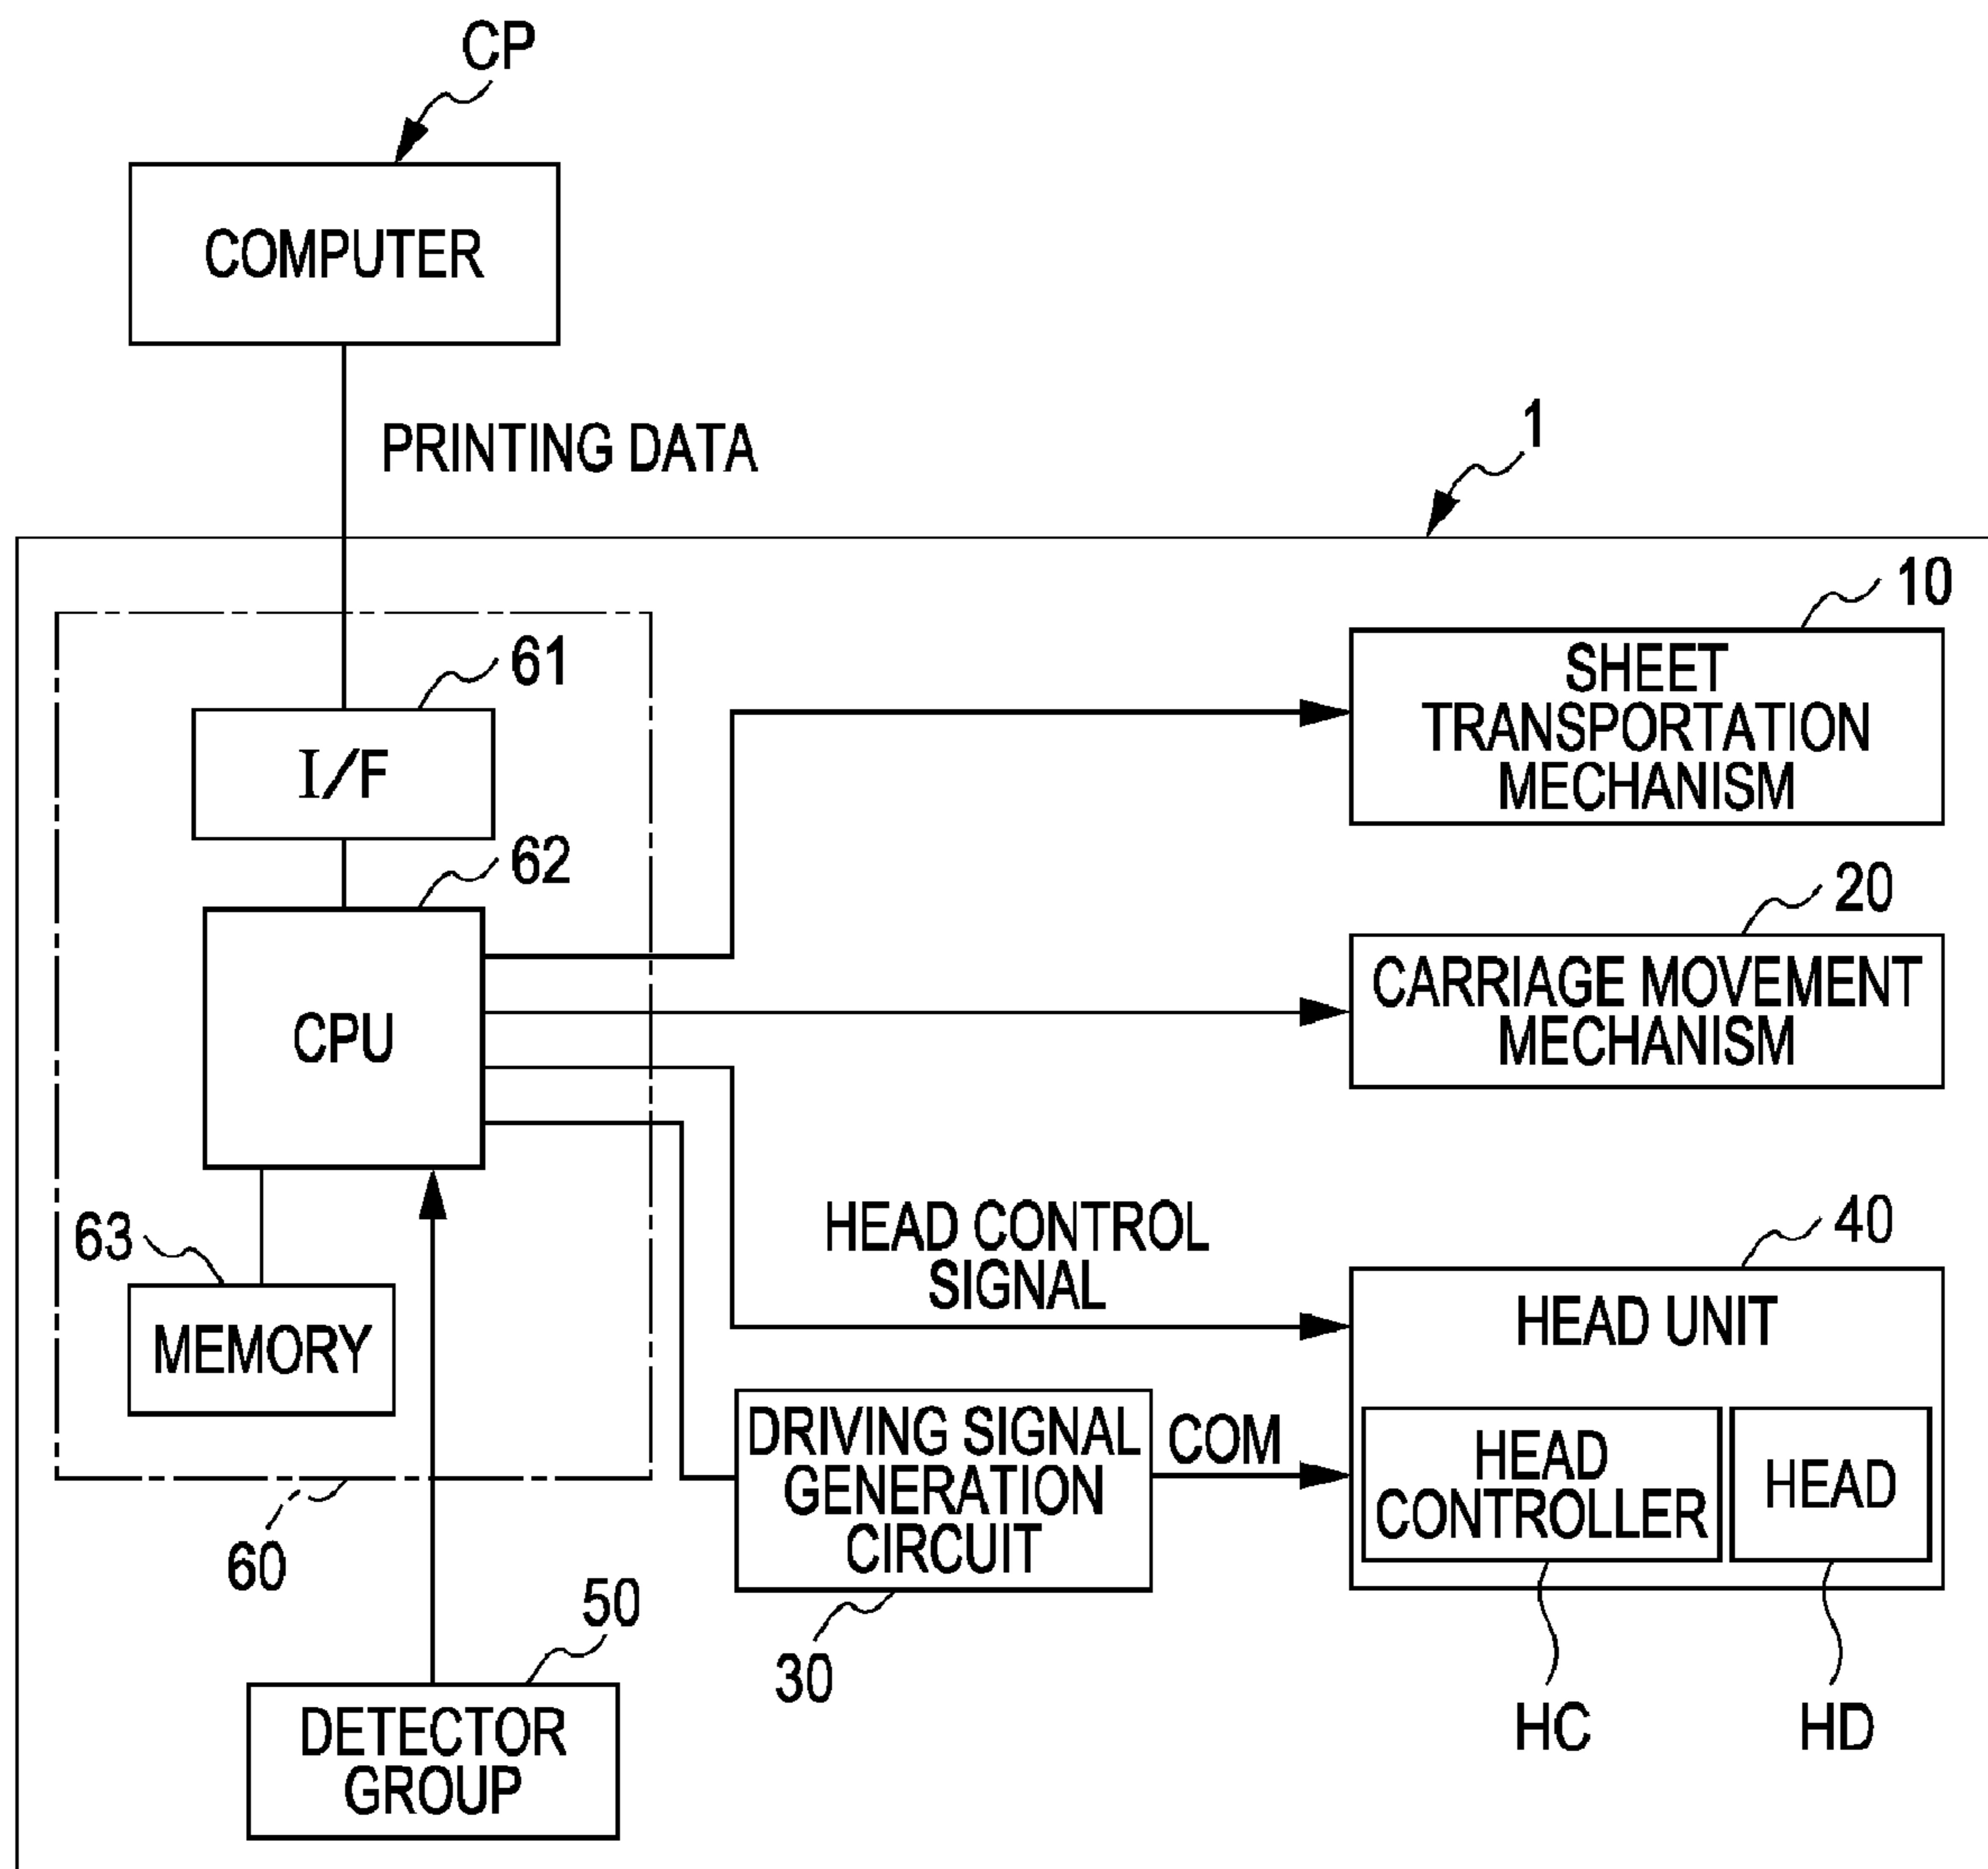 CP
COMPUTER
PRINTING DATA
1
10
SHEET
TRANSPORTATION
MECHANISM
61
I/F
62
20
CARRIAGE MOVEMENT
MECHANISM
CPU
63
MEMORY
HEAD CONTROL
SIGNAL
40
HEAD UNIT
DRIVING SIGNAL
GENERATION
CIRCUIT
COM
HEAD
CONTROLLER
HEAD
60
50
30
HC
HD
DETECTOR
GROUP